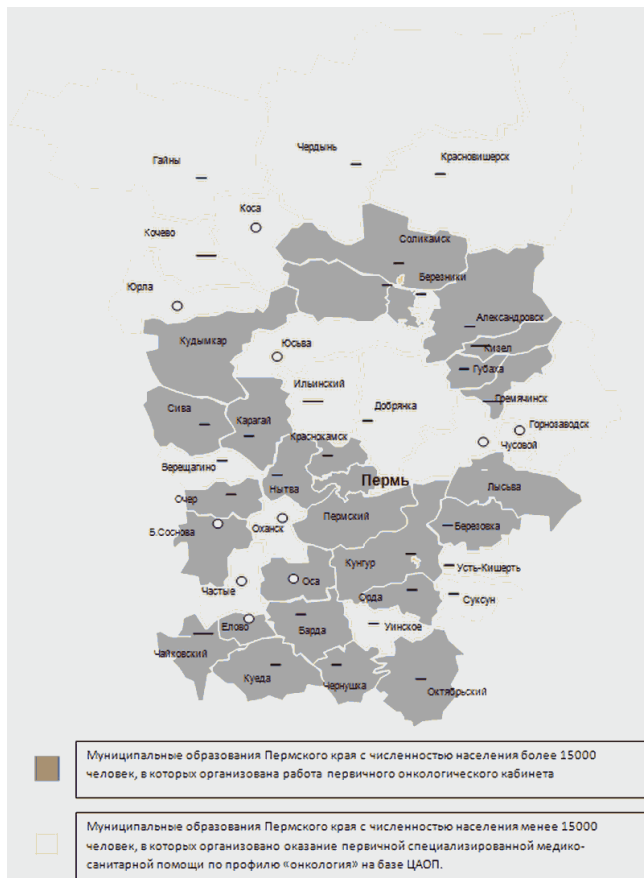 Чердынь
Красновишерск
Гайны
Коса
Кочево
Соликамск
Березники
Юрла
Александровск
Кудымкар
Юсьва
Кизел
Губаха
Ильинский
Гремячинск
Сива
Добрянка
Карагай
Горнозаводск
Краснокамск
Чусовой
Верещагино
Пермь
Нытва
Лысьва
Очер
Пермский
Б.Соснова
Оханск
Березовка
Кунгур
Усть-Кишерть
Частые
Оса
Орда
Суксун
Елово
Барда
Уинское
Чайковский
Куеда
Чернушка
Октябрьский
Муниципальные образования Пермского края с численностью населения более 15000
человек, в которых организована работа первичного онкологического кабинета
Муниципальные образования Пермского края с численностью населения менее 15000
человек, в которых организовано оказание первичной специализированной медико-
санитарной помощи по профилю «онкология» на базе ЦАОП.